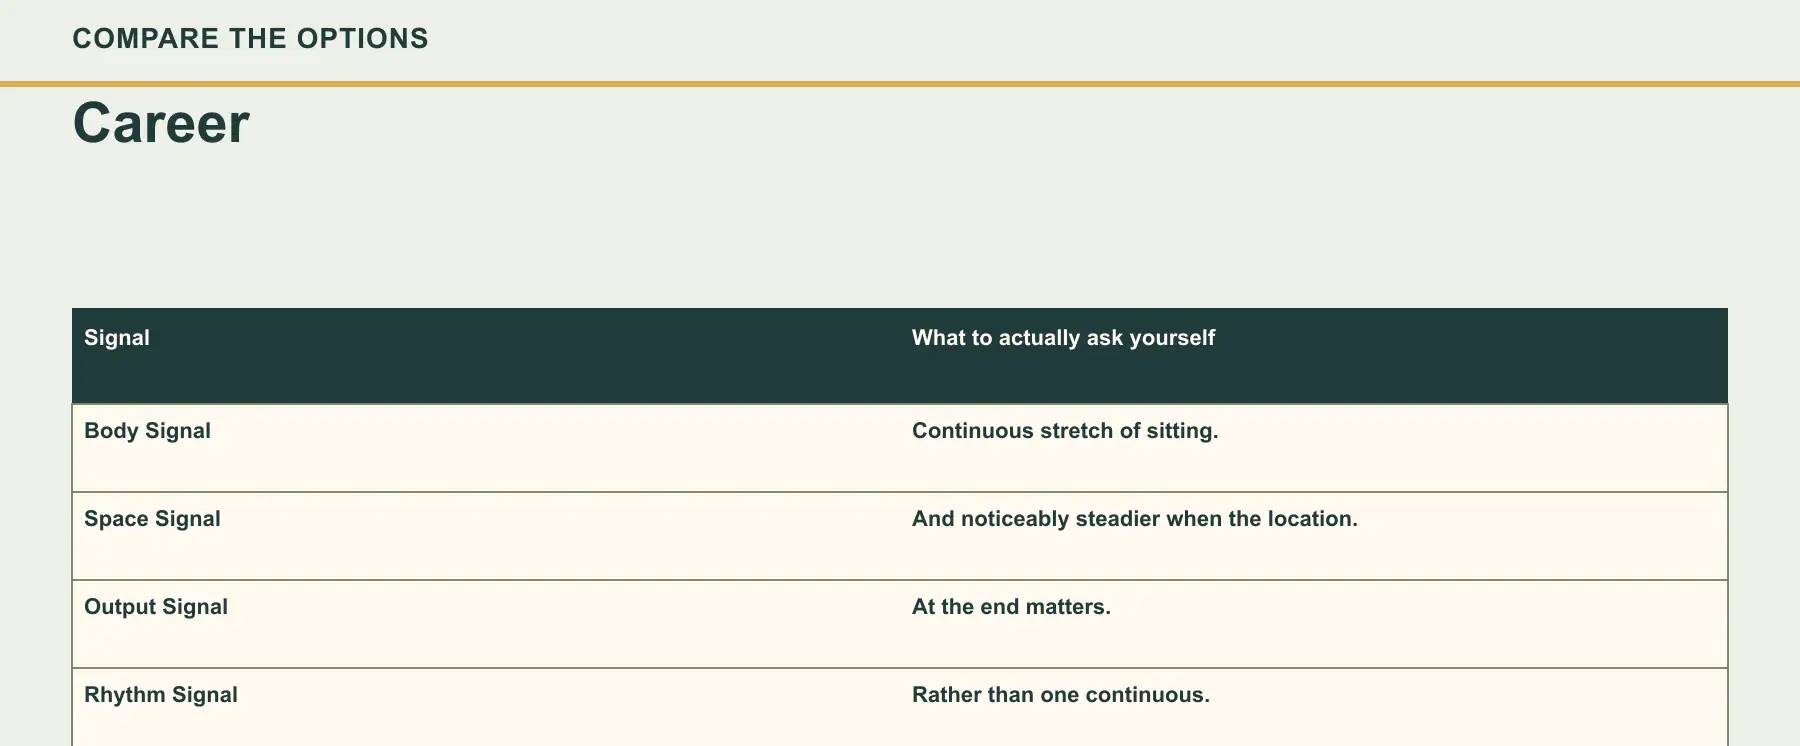 COMPARE THE OPTIONS
Career
Signal What to actually ask yourself
Body Signal Continuous stretch of sitting.
Space Signal And noticeably steadier when the location.
Output Signal At the end matters.
Rhythm Signal Rather than one continuous.